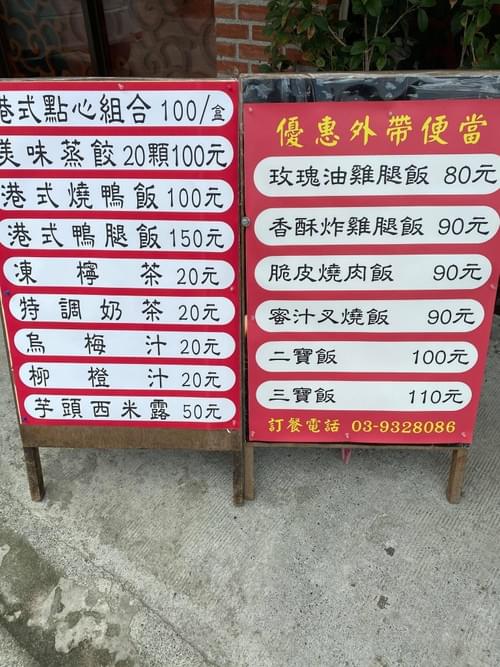 港式點心組合 100/盒
美味蒸餃20顆100元
港式燒鴨飯 100元
港式鴨腿飯 150元
凍檸茶 20元
特調奶茶 20元
烏梅汁 20元
柳橙汁 20元
芋頭西米露 50元
優惠外帶便當
玫瑰油雞腿飯 80元
香酥炸雞腿飯 90元
脆皮燒肉飯 90元
蜜汁叉燒飯 90元
二寶飯 100元
三寶飯 110元
訂餐電話 03-9328086